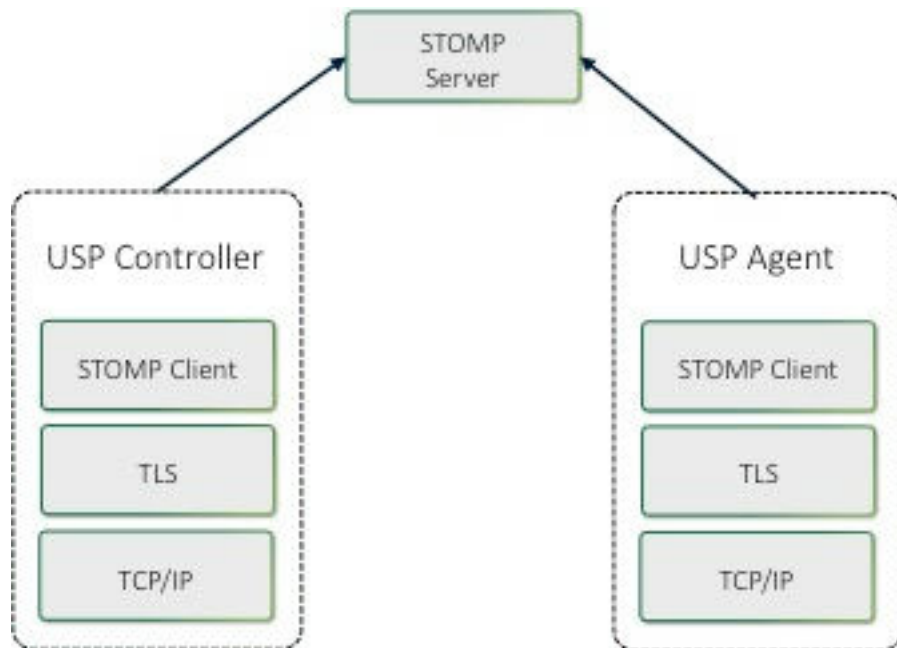 STOMP
Server
USP Controller
STOMP Client
TLS
TCP/IP
USP Agent
STOMP Client
TLS
TCP/IP